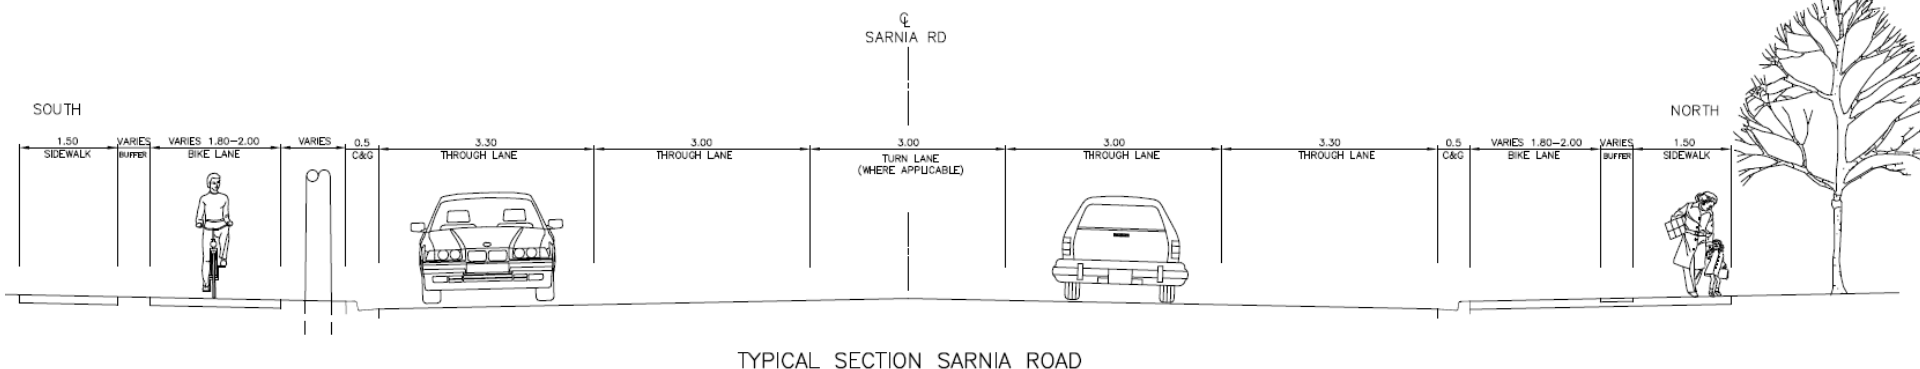 ℄
SARNIA RD
SOUTH
NORTH
1.50 VARIES VARIES 1.80-2.00 VARIES 0.5 3.30 3.00 3.00 3.00 3.30 0.5 VARIES 1.80-2.00 VARIES 1.50
SIDEWALK BUFFER BIKE LANE C&G THROUGH LANE THROUGH LANE TURN LANE THROUGH LANE THROUGH LANE C&G BIKE LANE BUFFER SIDEWALK
(WHERE APPLICABLE)
TYPICAL SECTION SARNIA ROAD